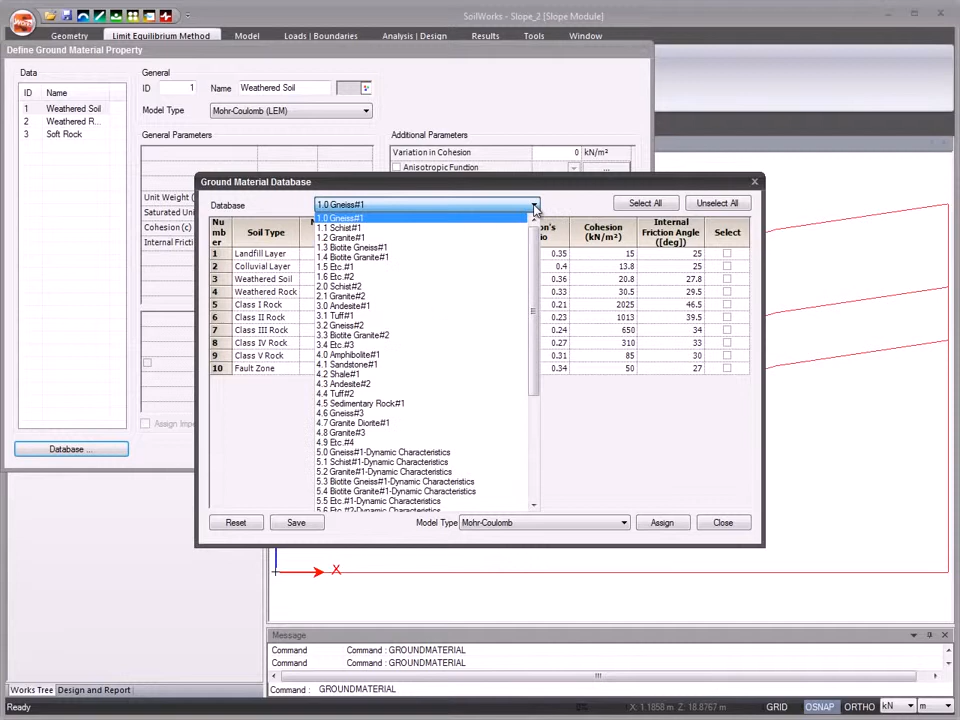 SoilWorks - Slope_2 [Slope Module]
Geometry Limit Equilibrium Method Model Loads | Boundaries Analysis | Design Results Tools Window
Define Ground Material Property
Data
ID Name
1 Weathered Soil
2 Weathered R...
3 Soft Rock
Database ...
General
ID 1 Name Weathered Soil
Model Type Mohr-Coulomb (LEM)
General Parameters
Unit Weight (
Saturated Uni
Cohesion (c)
Internal Frictio
Assign Impe
Additional Parameters
Variation in Cohesion 0 kN/m²
Anisotropic Function ...
Ground Material Database
Database 1.0 Gneiss#1 Select All Unselect All
1.0 Gneiss#1
1.1 Schist#1
1.2 Granite#1
1.3 Biotite Gneiss#1
1.4 Biotite Granite#1
1.5 Etc.#1
1.6 Etc.#2
2.0 Schist#2
2.1 Granite#2
3.0 Andesite#1
3.1 Tuff#1
3.2 Gneiss#2
3.3 Biotite Granite#2
3.4 Etc.#3
4.0 Amphibolite#1
4.1 Sandstone#1
4.2 Shale#1
4.3 Andesite#2
4.4 Tuff#2
4.5 Sedimentary Rock#1
4.6 Gneiss#3
4.7 Granite Diorite#1
4.8 Granite#3
4.9 Etc.#4
5.0 Gneiss#1-Dynamic Characteristics
5.1 Schist#1-Dynamic Characteristics
5.2 Granite#1-Dynamic Characteristics
5.3 Biotite Gneiss#1-Dynamic Characteristics
5.4 Biotite Granite#1-Dynamic Characteristics
5.5 Etc.#1-Dynamic Characteristics
5.6 Etc.#2-Dynamic Characteristics
Number Soil Type on's Cohesion (kN/m²) Internal Friction Angle ([deg]) Select
1 Landfill Layer 0.35 15 25
2 Colluvial Layer 0.4 13.8 25
3 Weathered Soil 0.36 20.8 27.8
4 Weathered Rock 0.33 30.5 29.5
5 Class I Rock 0.21 2025 46.5
6 Class II Rock 0.23 1013 39.5
7 Class III Rock 0.24 650 34
8 Class IV Rock 0.27 310 33
9 Class V Rock 0.31 85 30
10 Fault Zone 0.34 50 27
Reset Save Model Type Mohr-Coulomb Assign Close
X
Message
Command Command : GROUNDMATERIAL
Command Command : GROUNDMATERIAL
Command : GROUNDMATERIAL
Works Tree Design and Report
Ready 0% X: 1.1858 m Z: 18.8767 m GRID OSNAP ORTHO kN m